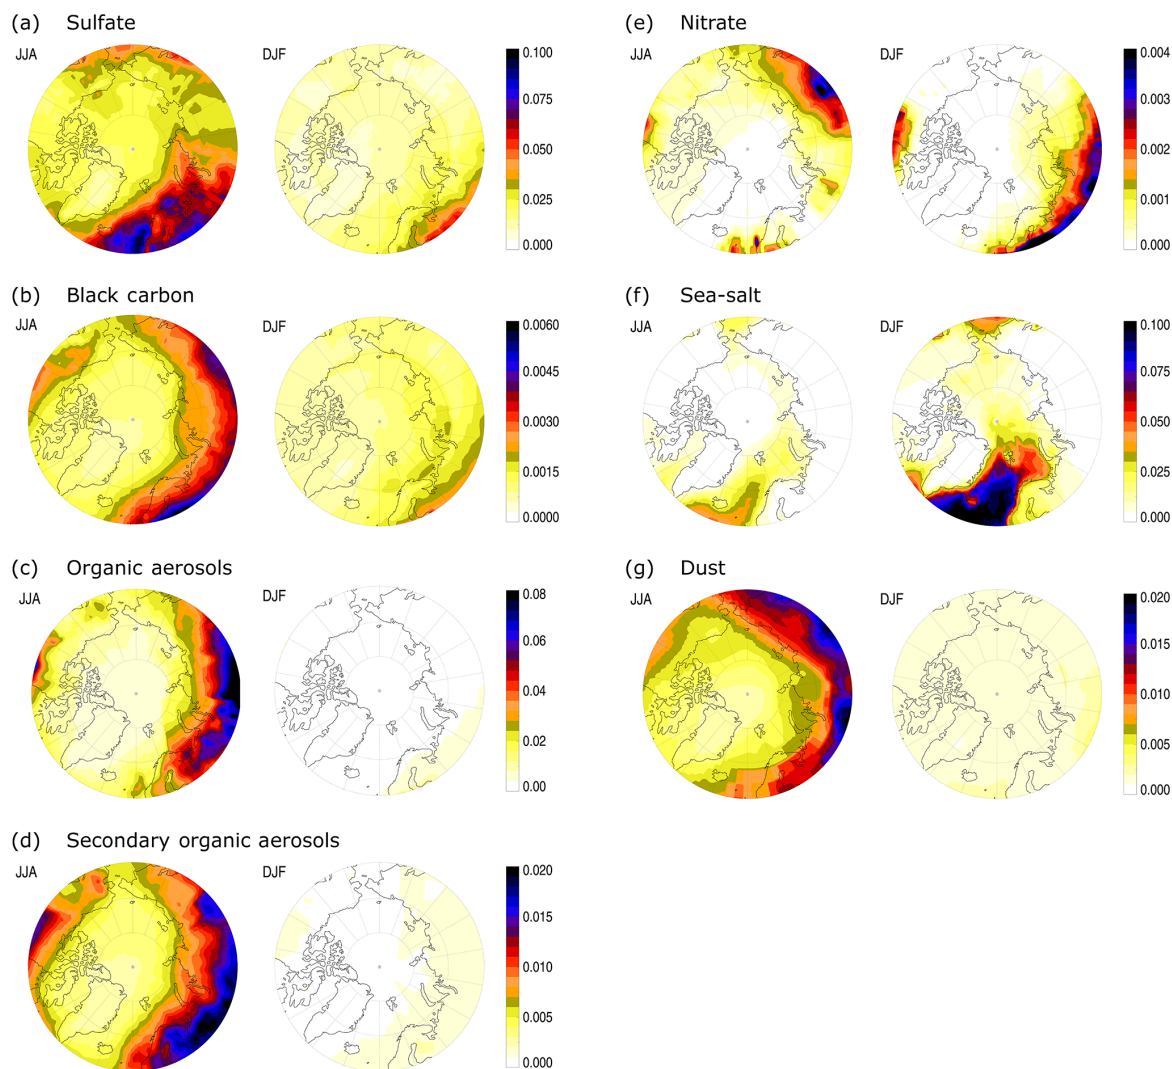 (a) Sulfate
JJA
DJF
0.100
0.075
0.050
0.025
0.000
(b) Black carbon
JJA
DJF
0.0060
0.0045
0.0030
0.0015
0.0000
(c) Organic aerosols
JJA
DJF
0.08
0.06
0.04
0.02
0.00
(d) Secondary organic aerosols
JJA
DJF
0.020
0.015
0.010
0.005
0.000
(e) Nitrate
JJA
DJF
0.004
0.003
0.002
0.001
0.000
(f) Sea-salt
JJA
DJF
0.100
0.075
0.050
0.025
0.000
(g) Dust
JJA
DJF
0.020
0.015
0.010
0.005
0.000